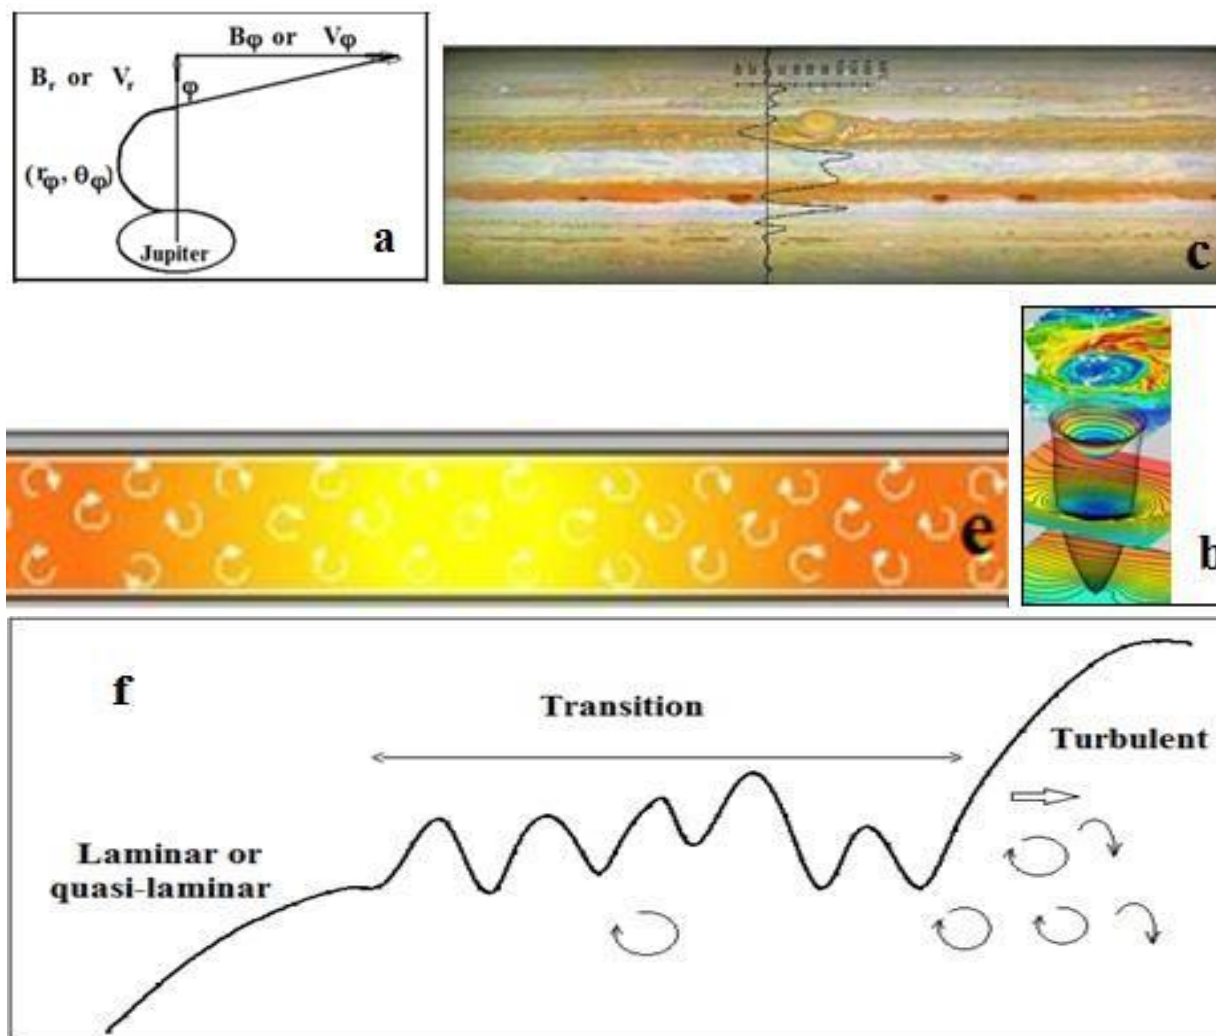 Bφ or Vφ
Br or Vr
φ
(rφ, θφ)
Jupiter
a
c
e
b
f
Transition
Turbulent
Laminar or
quasi-laminar